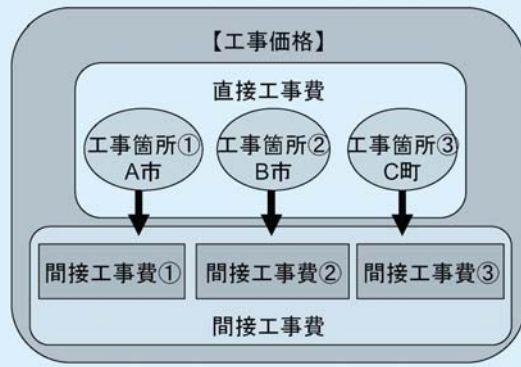 【工事価格】
直接工事費
工事箇所①
A市
工事箇所②
B市
工事箇所③
C町
間接工事費①
間接工事費②
間接工事費③
間接工事費